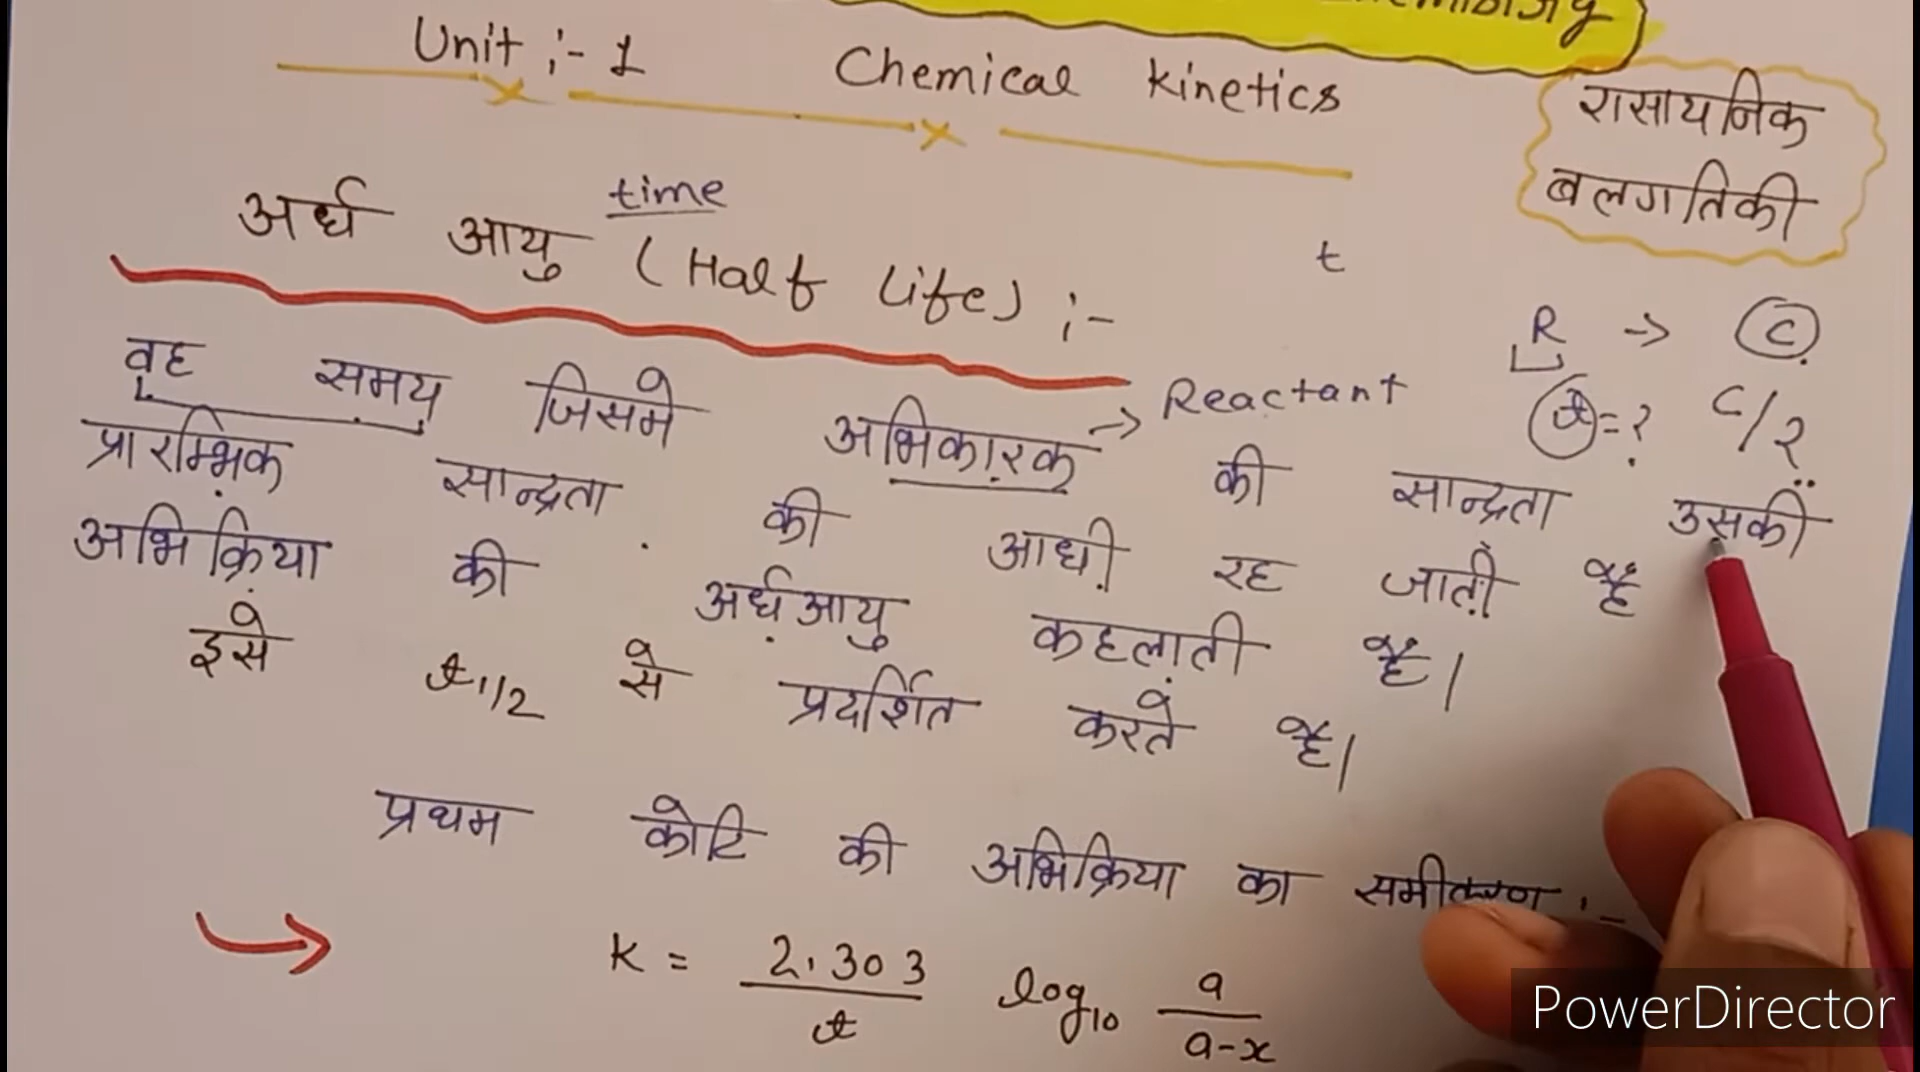 Unit :- 1 Chemical Kinetics
रासायनिक
बलगतिकी
time
अर्ध आयु (Half Life) :-
t
R → C
t = ? C/2
वह समय जिसमे अभिकारक → Reactant की सान्द्रता उसकी
प्रारम्भिक सान्द्रता की आधी रह जाती है
अभिक्रिया की अर्धआयु कहलाती है।
इसे t1/2 से प्रदर्शित करते है।
प्रथम कोटि की अभिक्रिया का समीकरण :-
K = 2.303/t log10 a/a-x
PowerDirector